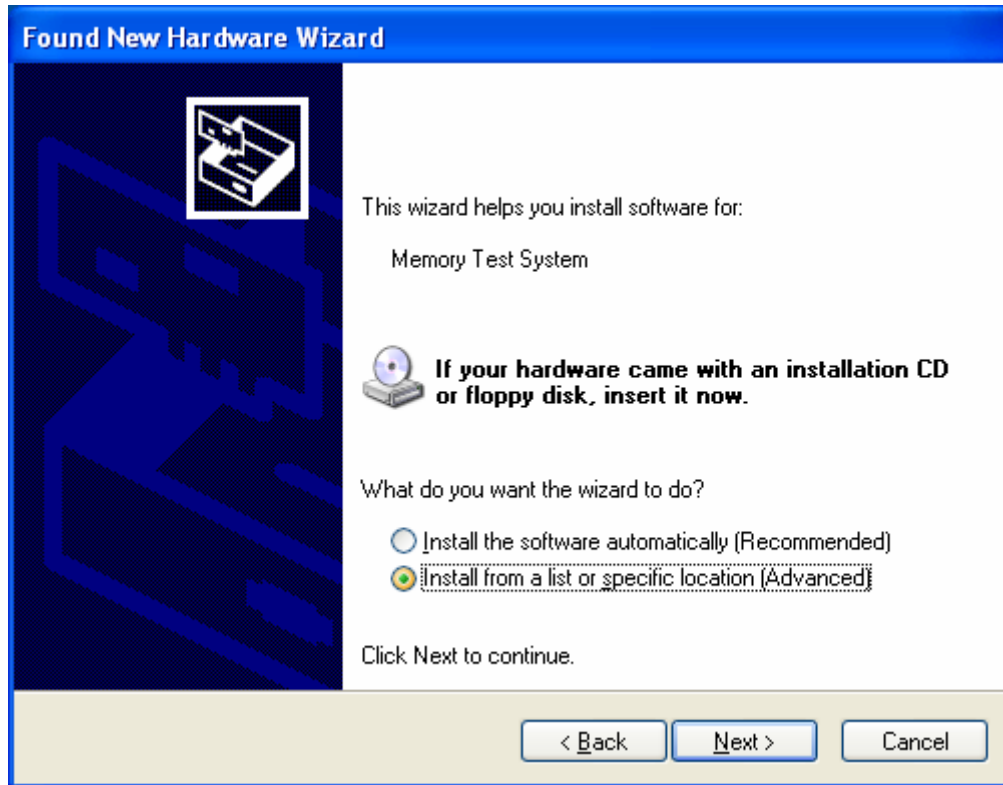 Found New Hardware Wizard
This wizard helps you install software for:
Memory Test System
If your hardware came with an installation CD
or floppy disk, insert it now.
What do you want the wizard to do?
Install the software automatically (Recommended)
Install from a list or specific location (Advanced)
Click Next to continue.
< Back
Next >
Cancel